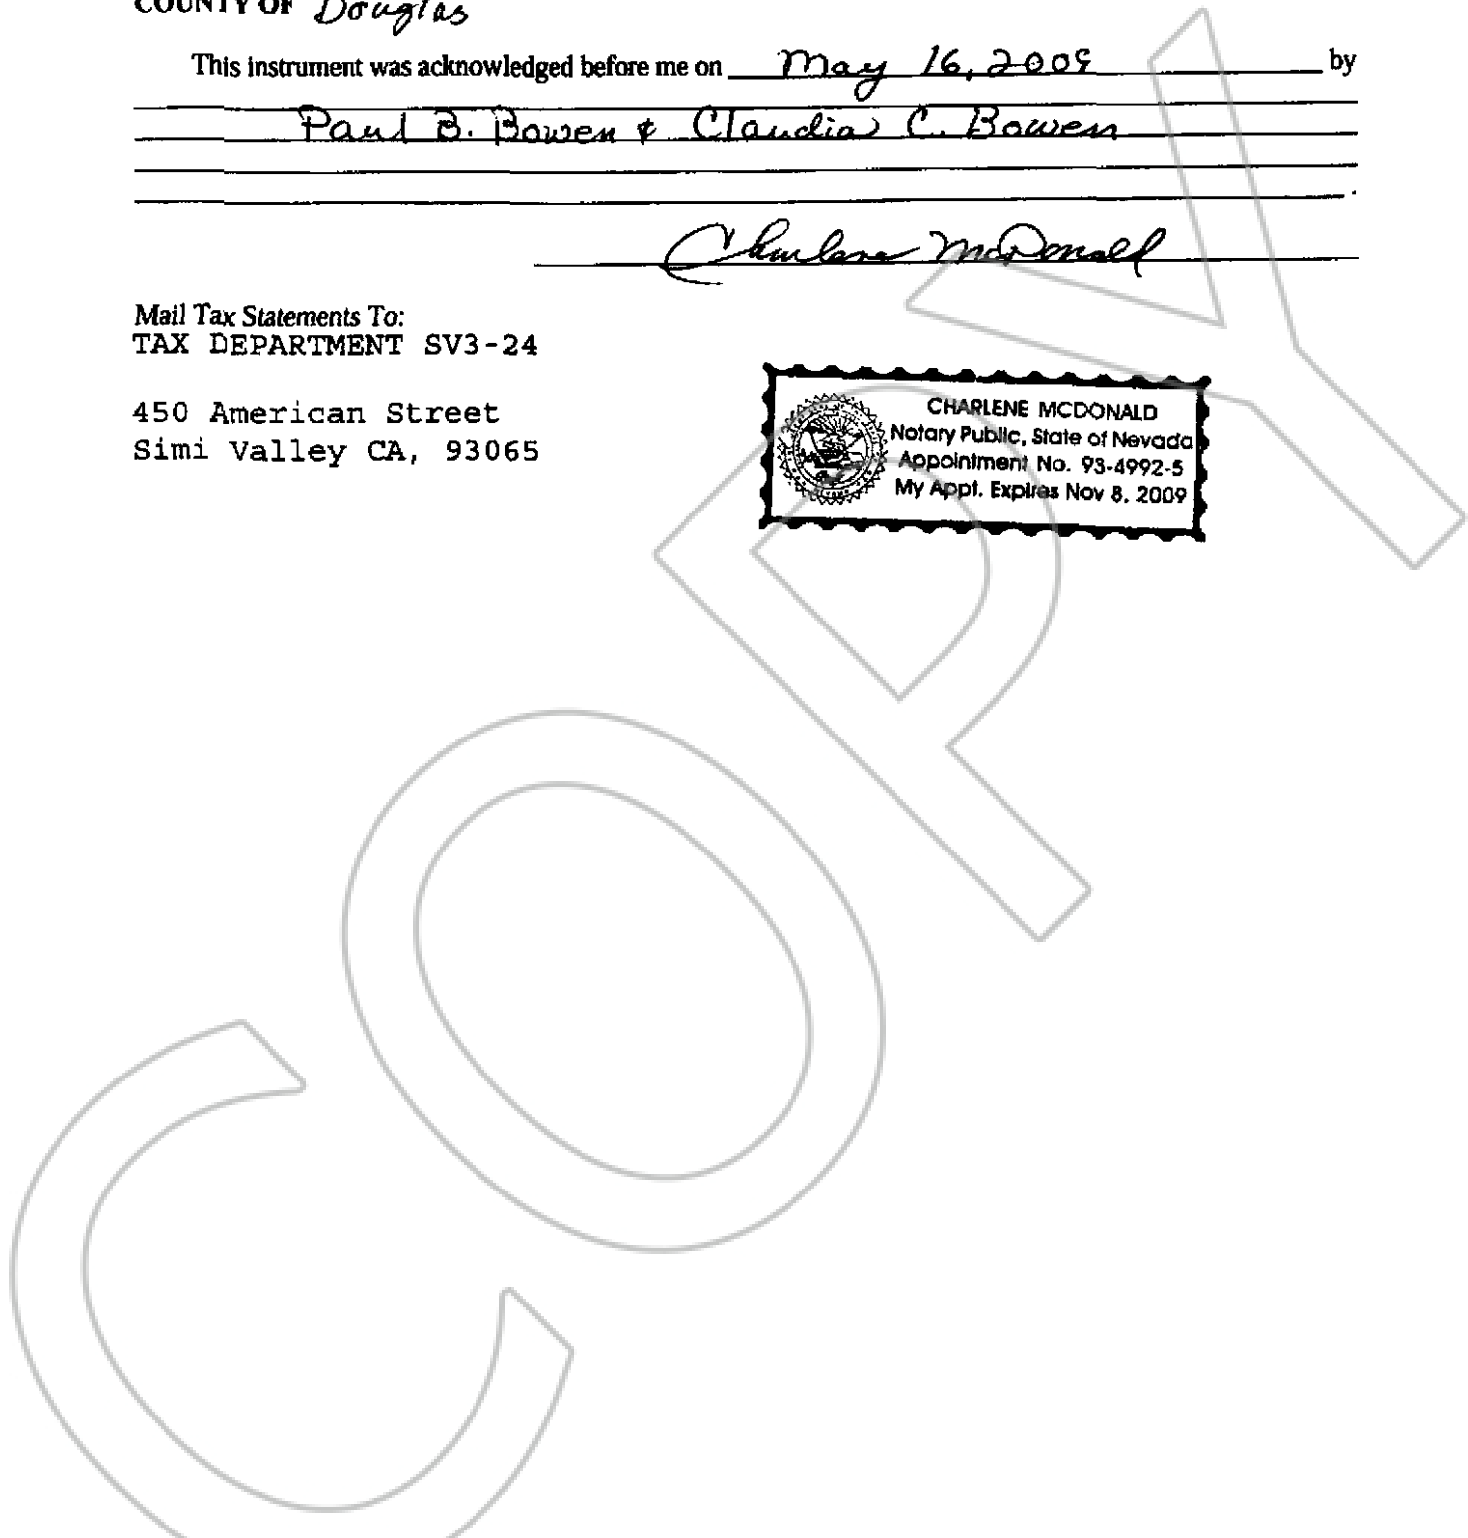 COUNTY OF Douglas
This instrument was acknowledged before me on May 16, 2009 by
Paul B. Bowen & Claudia C. Bowen
Charlene McDonald
Mail Tax Statements To:
TAX DEPARTMENT SV3-24
450 American Street
Simi Valley CA, 93065
CHARLENE MCDONALD
Notary Public, State of Nevada
Appointment No. 93-4992-5
My Appt. Expires Nov 8, 2009
COPY